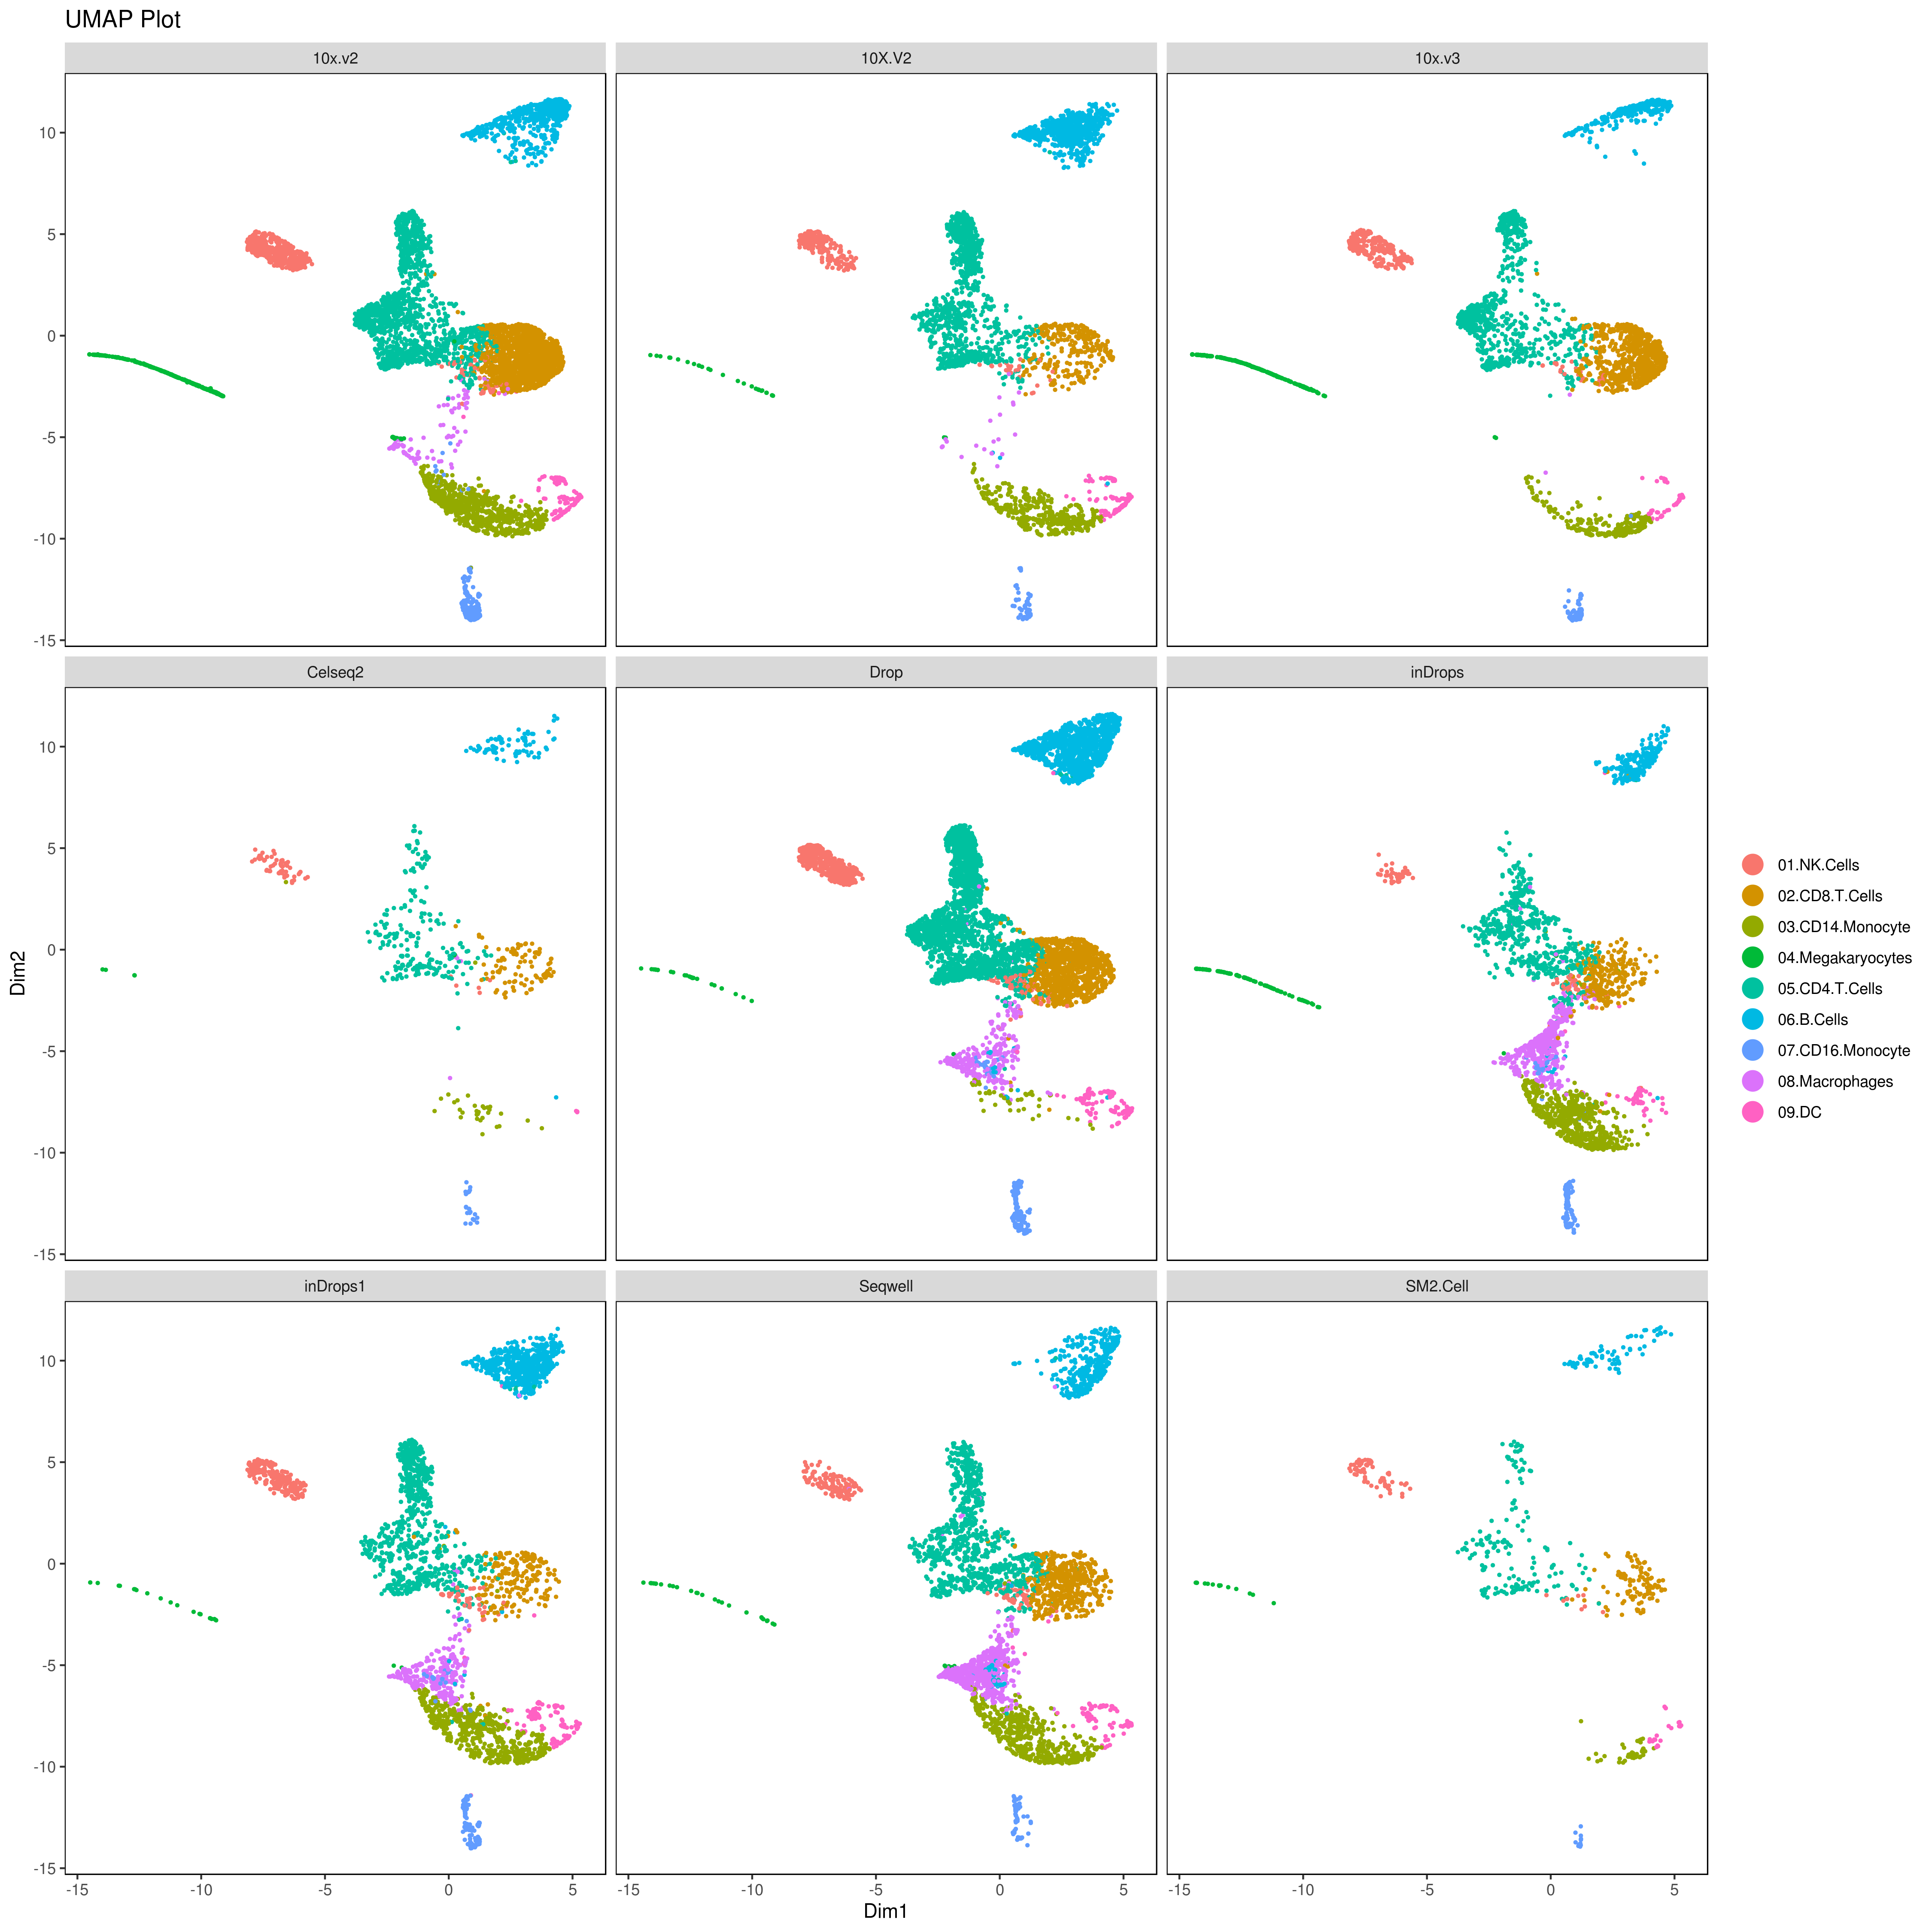 UMAP Plot
10x.v2
10X.V2
10x.v3
10
5
0
-5
-10
-15
Celseq2
Drop
inDrops
10
5
0
-5
-10
-15
Dim2
inDrops1
Seqwell
SM2.Cell
10
5
0
-5
-10
-15
-15 -10 -5 0 5
-15 -10 -5 0 5
-15 -10 -5 0 5
Dim1
01.NK.Cells
02.CD8.T.Cells
03.CD14.Monocyte
04.Megakaryocytes
05.CD4.T.Cells
06.B.Cells
07.CD16.Monocyte
08.Macrophages
09.DC